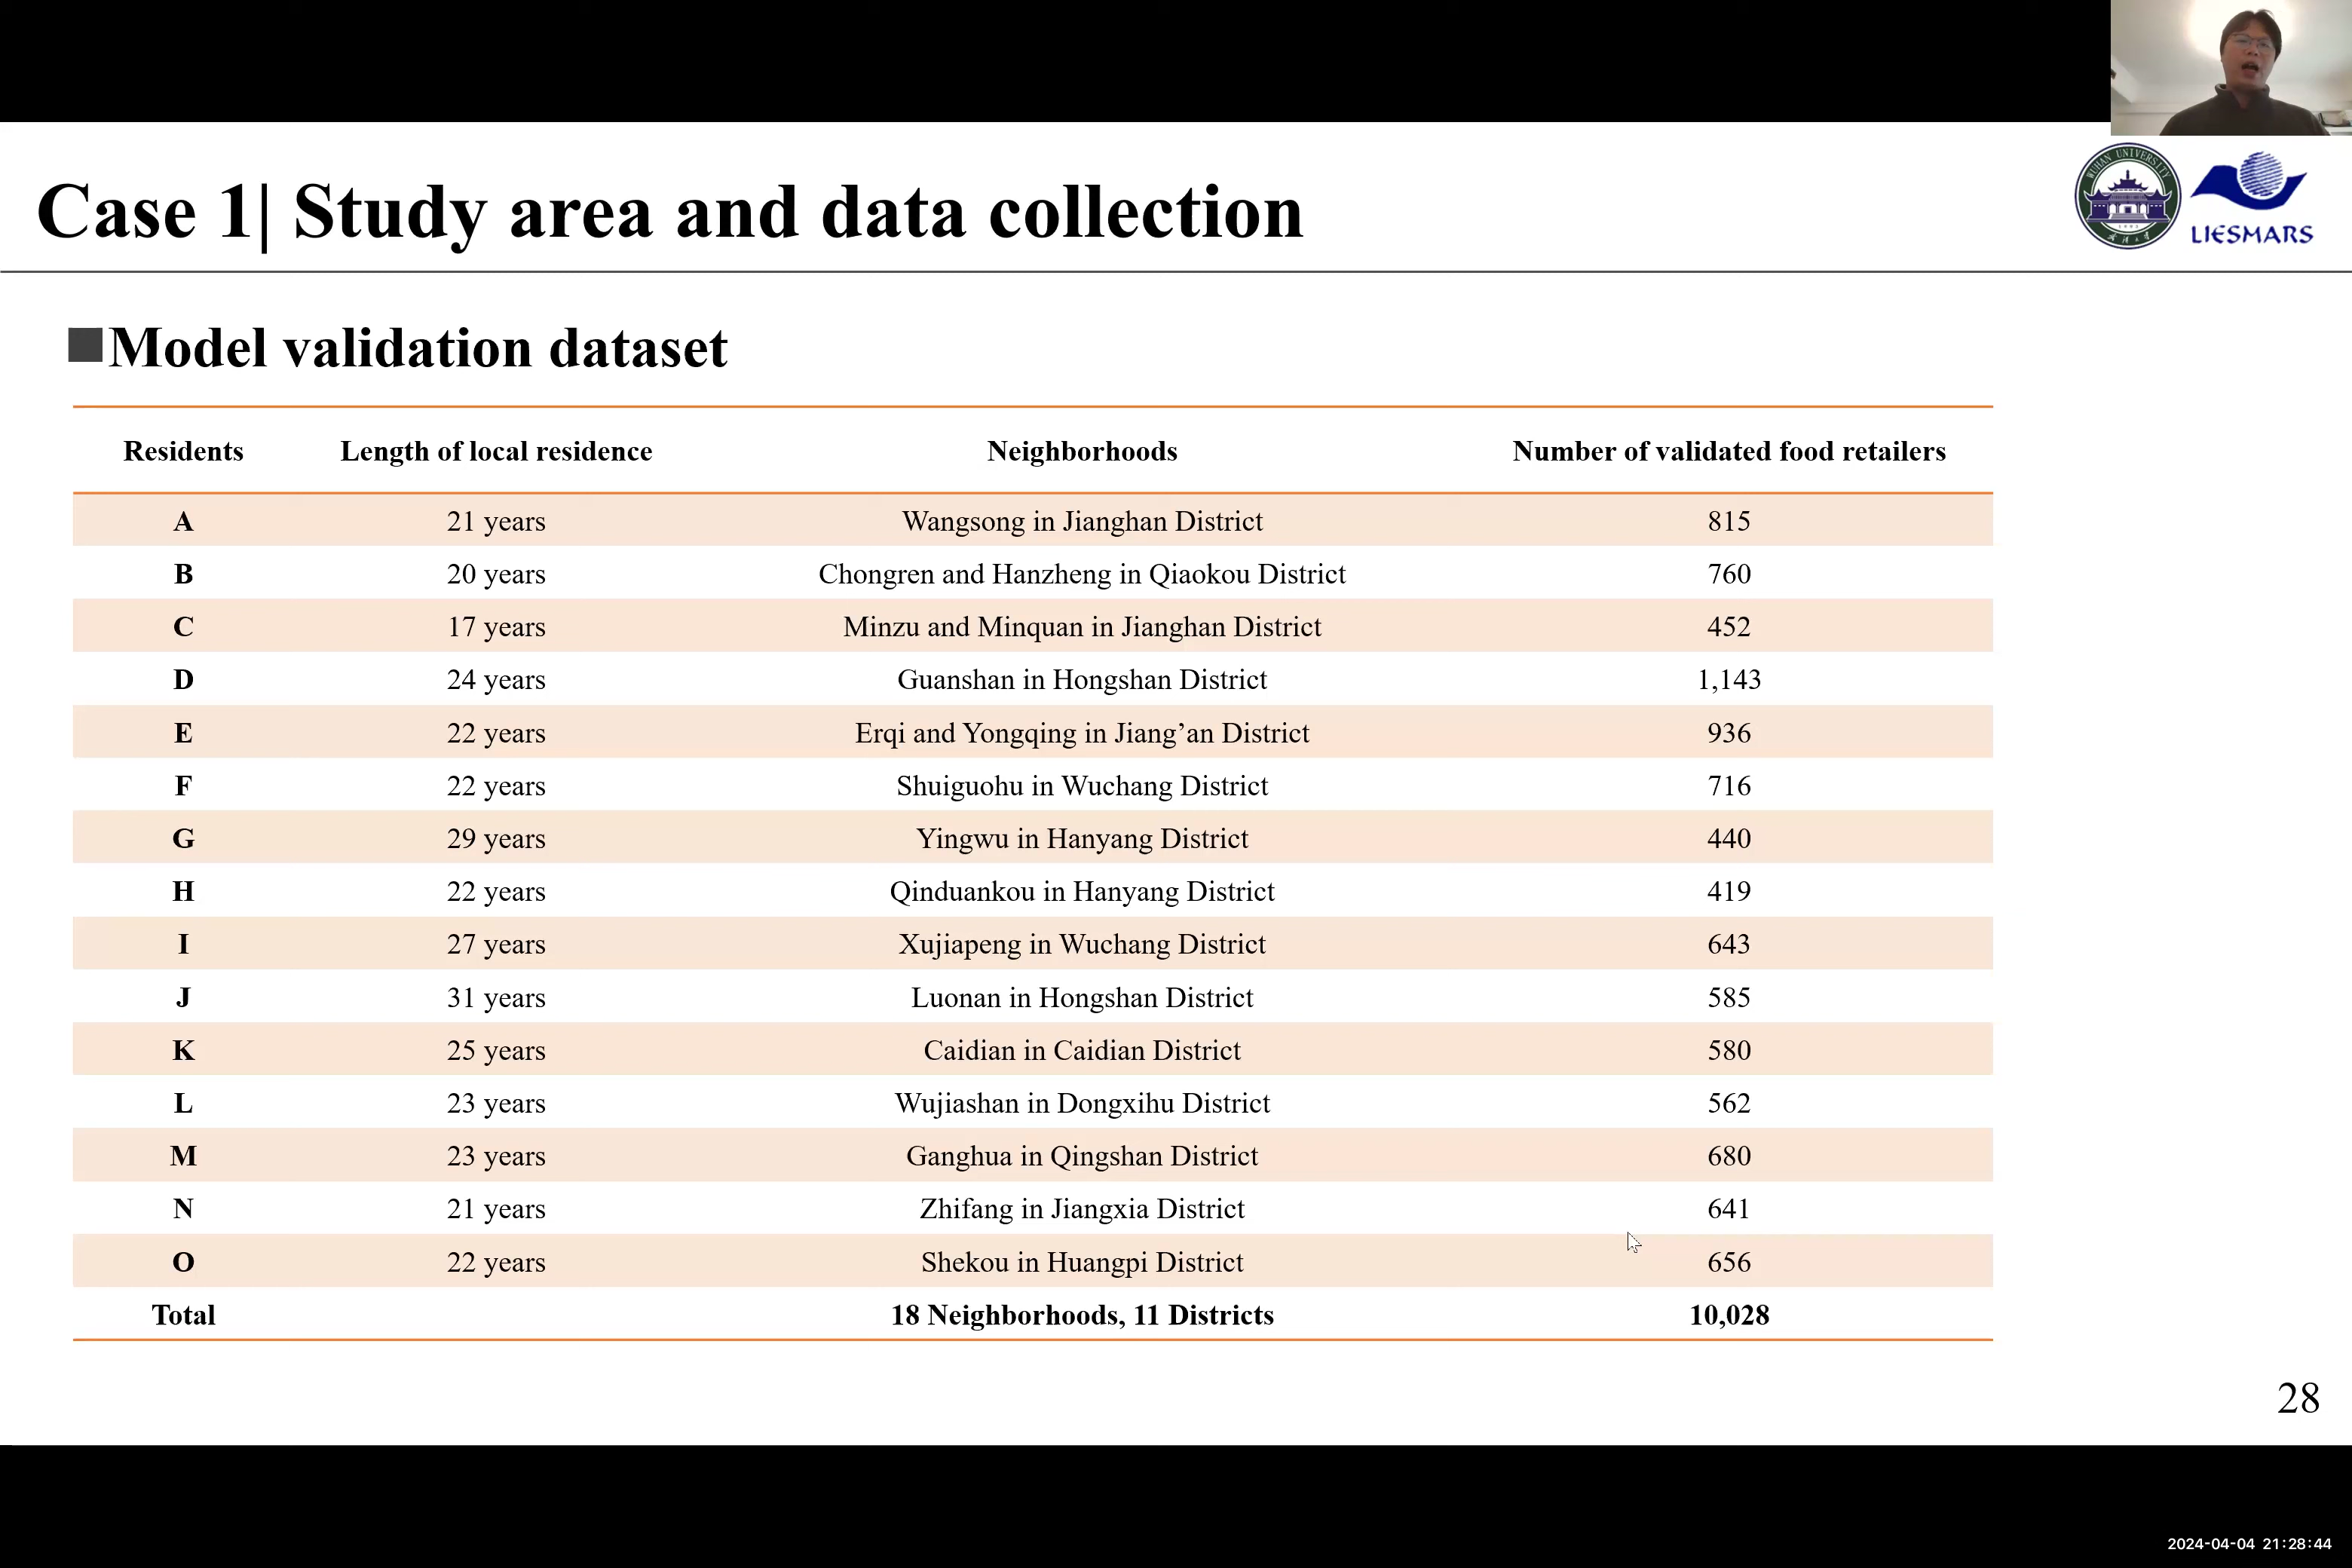 WUHAN UNIVERSITY
1893
LIESMARS
Case 1| Study area and data collection
Model validation dataset
Residents Length of local residence Neighborhoods Number of validated food retailers
A 21 years Wangsong in Jianghan District 815
B 20 years Chongren and Hanzheng in Qiaokou District 760
C 17 years Minzu and Minquan in Jianghan District 452
D 24 years Guanshan in Hongshan District 1,143
E 22 years Erqi and Yongqing in Jiang’an District 936
F 22 years Shuiguohu in Wuchang District 716
G 29 years Yingwu in Hanyang District 440
H 22 years Qinduankou in Hanyang District 419
I 27 years Xujiapeng in Wuchang District 643
J 31 years Luonan in Hongshan District 585
K 25 years Caidian in Caidian District 580
L 23 years Wujiashan in Dongxihu District 562
M 23 years Ganghua in Qingshan District 680
N 21 years Zhifang in Jiangxia District 641
O 22 years Shekou in Huangpi District 656
Total 18 Neighborhoods, 11 Districts 10,028
28
2024-04-04 21:28:44